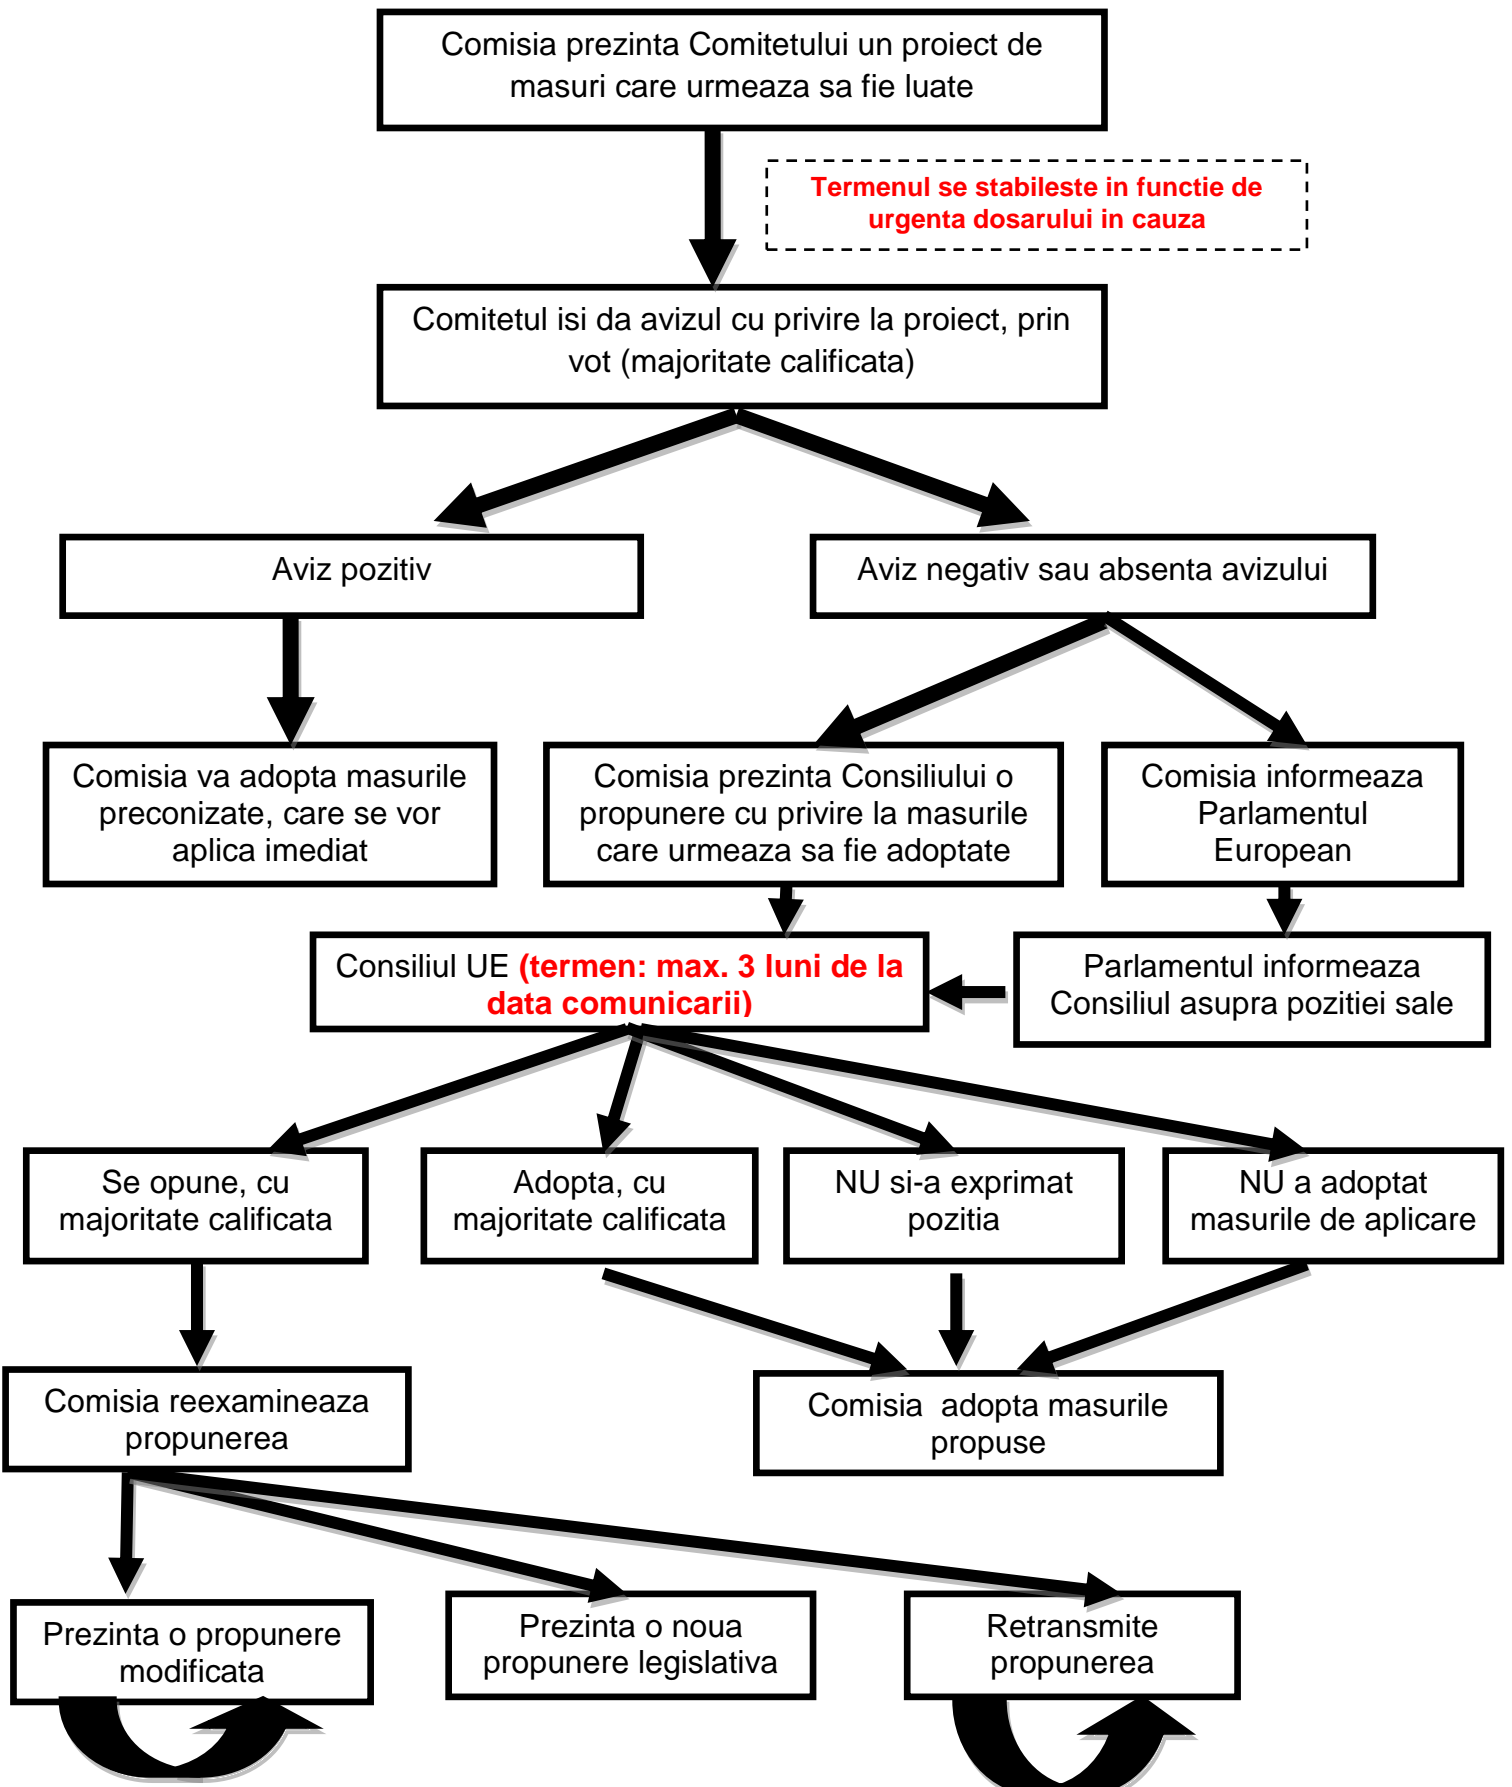 Comisia prezinta Comitetului un proiect de
masuri care urmeaza sa fie luate
Termenul se stabileste in functie de
urgenta dosarului in cauza
Comitetul isi da avizul cu privire la proiect, prin
vot (majoritate calificata)
Aviz pozitiv
Aviz negativ sau absenta avizului
Comisia va adopta masurile
preconizate, care se vor
aplica imediat
Comisia prezinta Consiliului o
propunere cu privire la masurile
care urmeaza sa fie adoptate
Comisia informeaza
Parlamentul
European
Consiliul UE (termen: max. 3 luni de la
data comunicarii)
Parlamentul informeaza
Consiliul asupra pozitiei sale
Se opune, cu
majoritate calificata
Adopta, cu
majoritate calificata
NU si-a exprimat
pozitia
NU a adoptat
masurile de aplicare
Comisia reexamineaza
propunerea
Comisia  adopta masurile
propuse
Prezinta o propunere
modificata
Prezinta o noua
propunere legislativa
Retransmite
propunerea